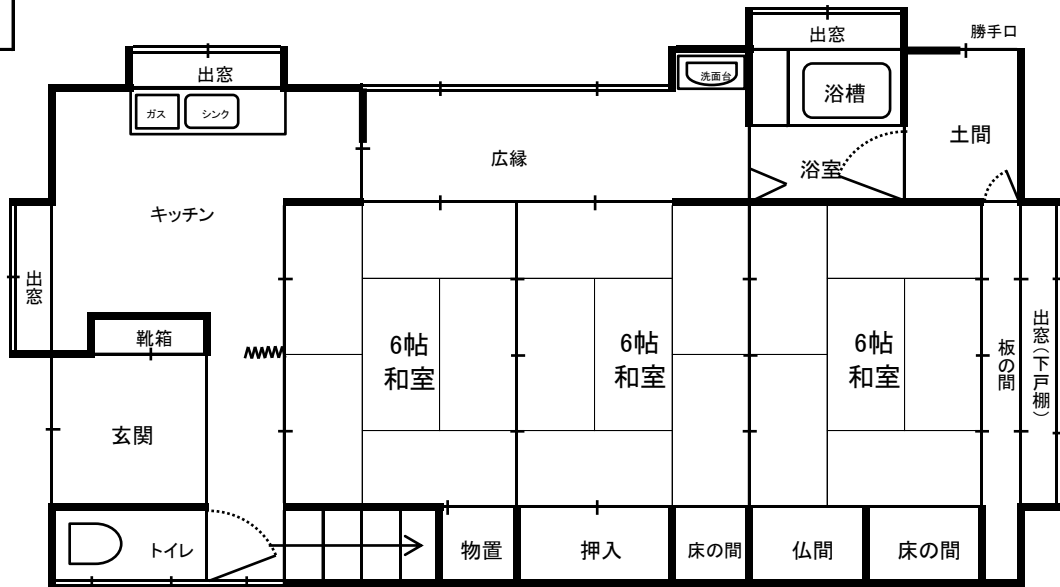 勝手口
出窓
出窓
洗面台
ガス
シンク
浴槽
土間
広縁
浴室
キッチン
出窓
靴箱
6帖
和室
6帖
和室
6帖
和室
板の間
出窓(下戸棚)
玄関
トイレ
物置
押入
床の間
仏間
床の間